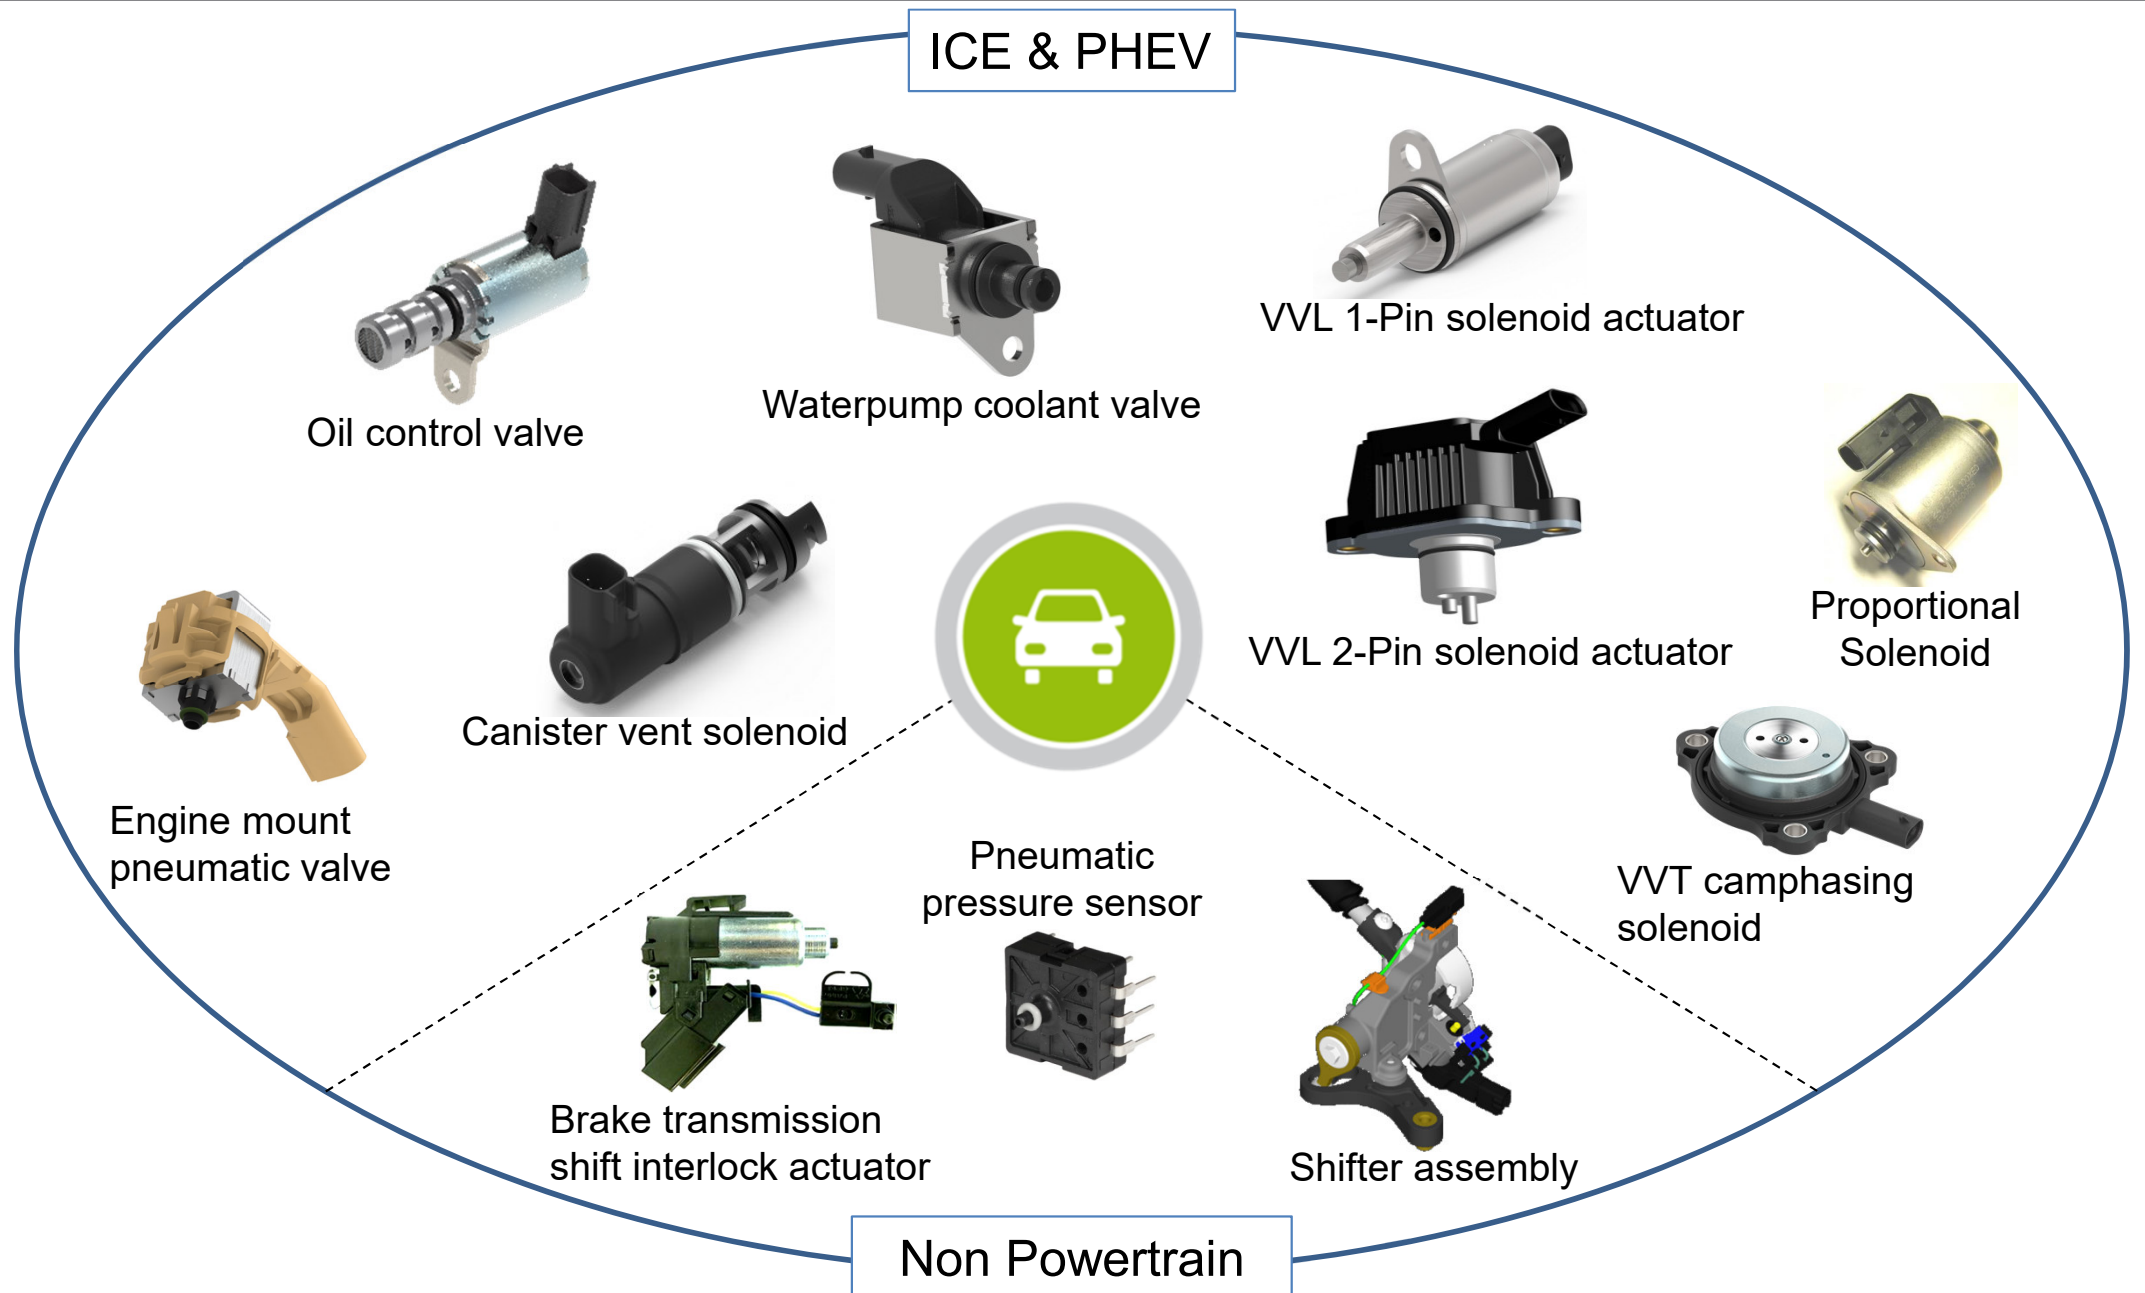 ICE & PHEV
Oil control valve
Waterpump coolant valve
VVL 1-Pin solenoid actuator
VVL 2-Pin solenoid actuator
Proportional
Solenoid
Canister vent solenoid
Engine mount
pneumatic valve
VVT camphasing
solenoid
Pneumatic
pressure sensor
Brake transmission
shift interlock actuator
Shifter assembly
Non Powertrain